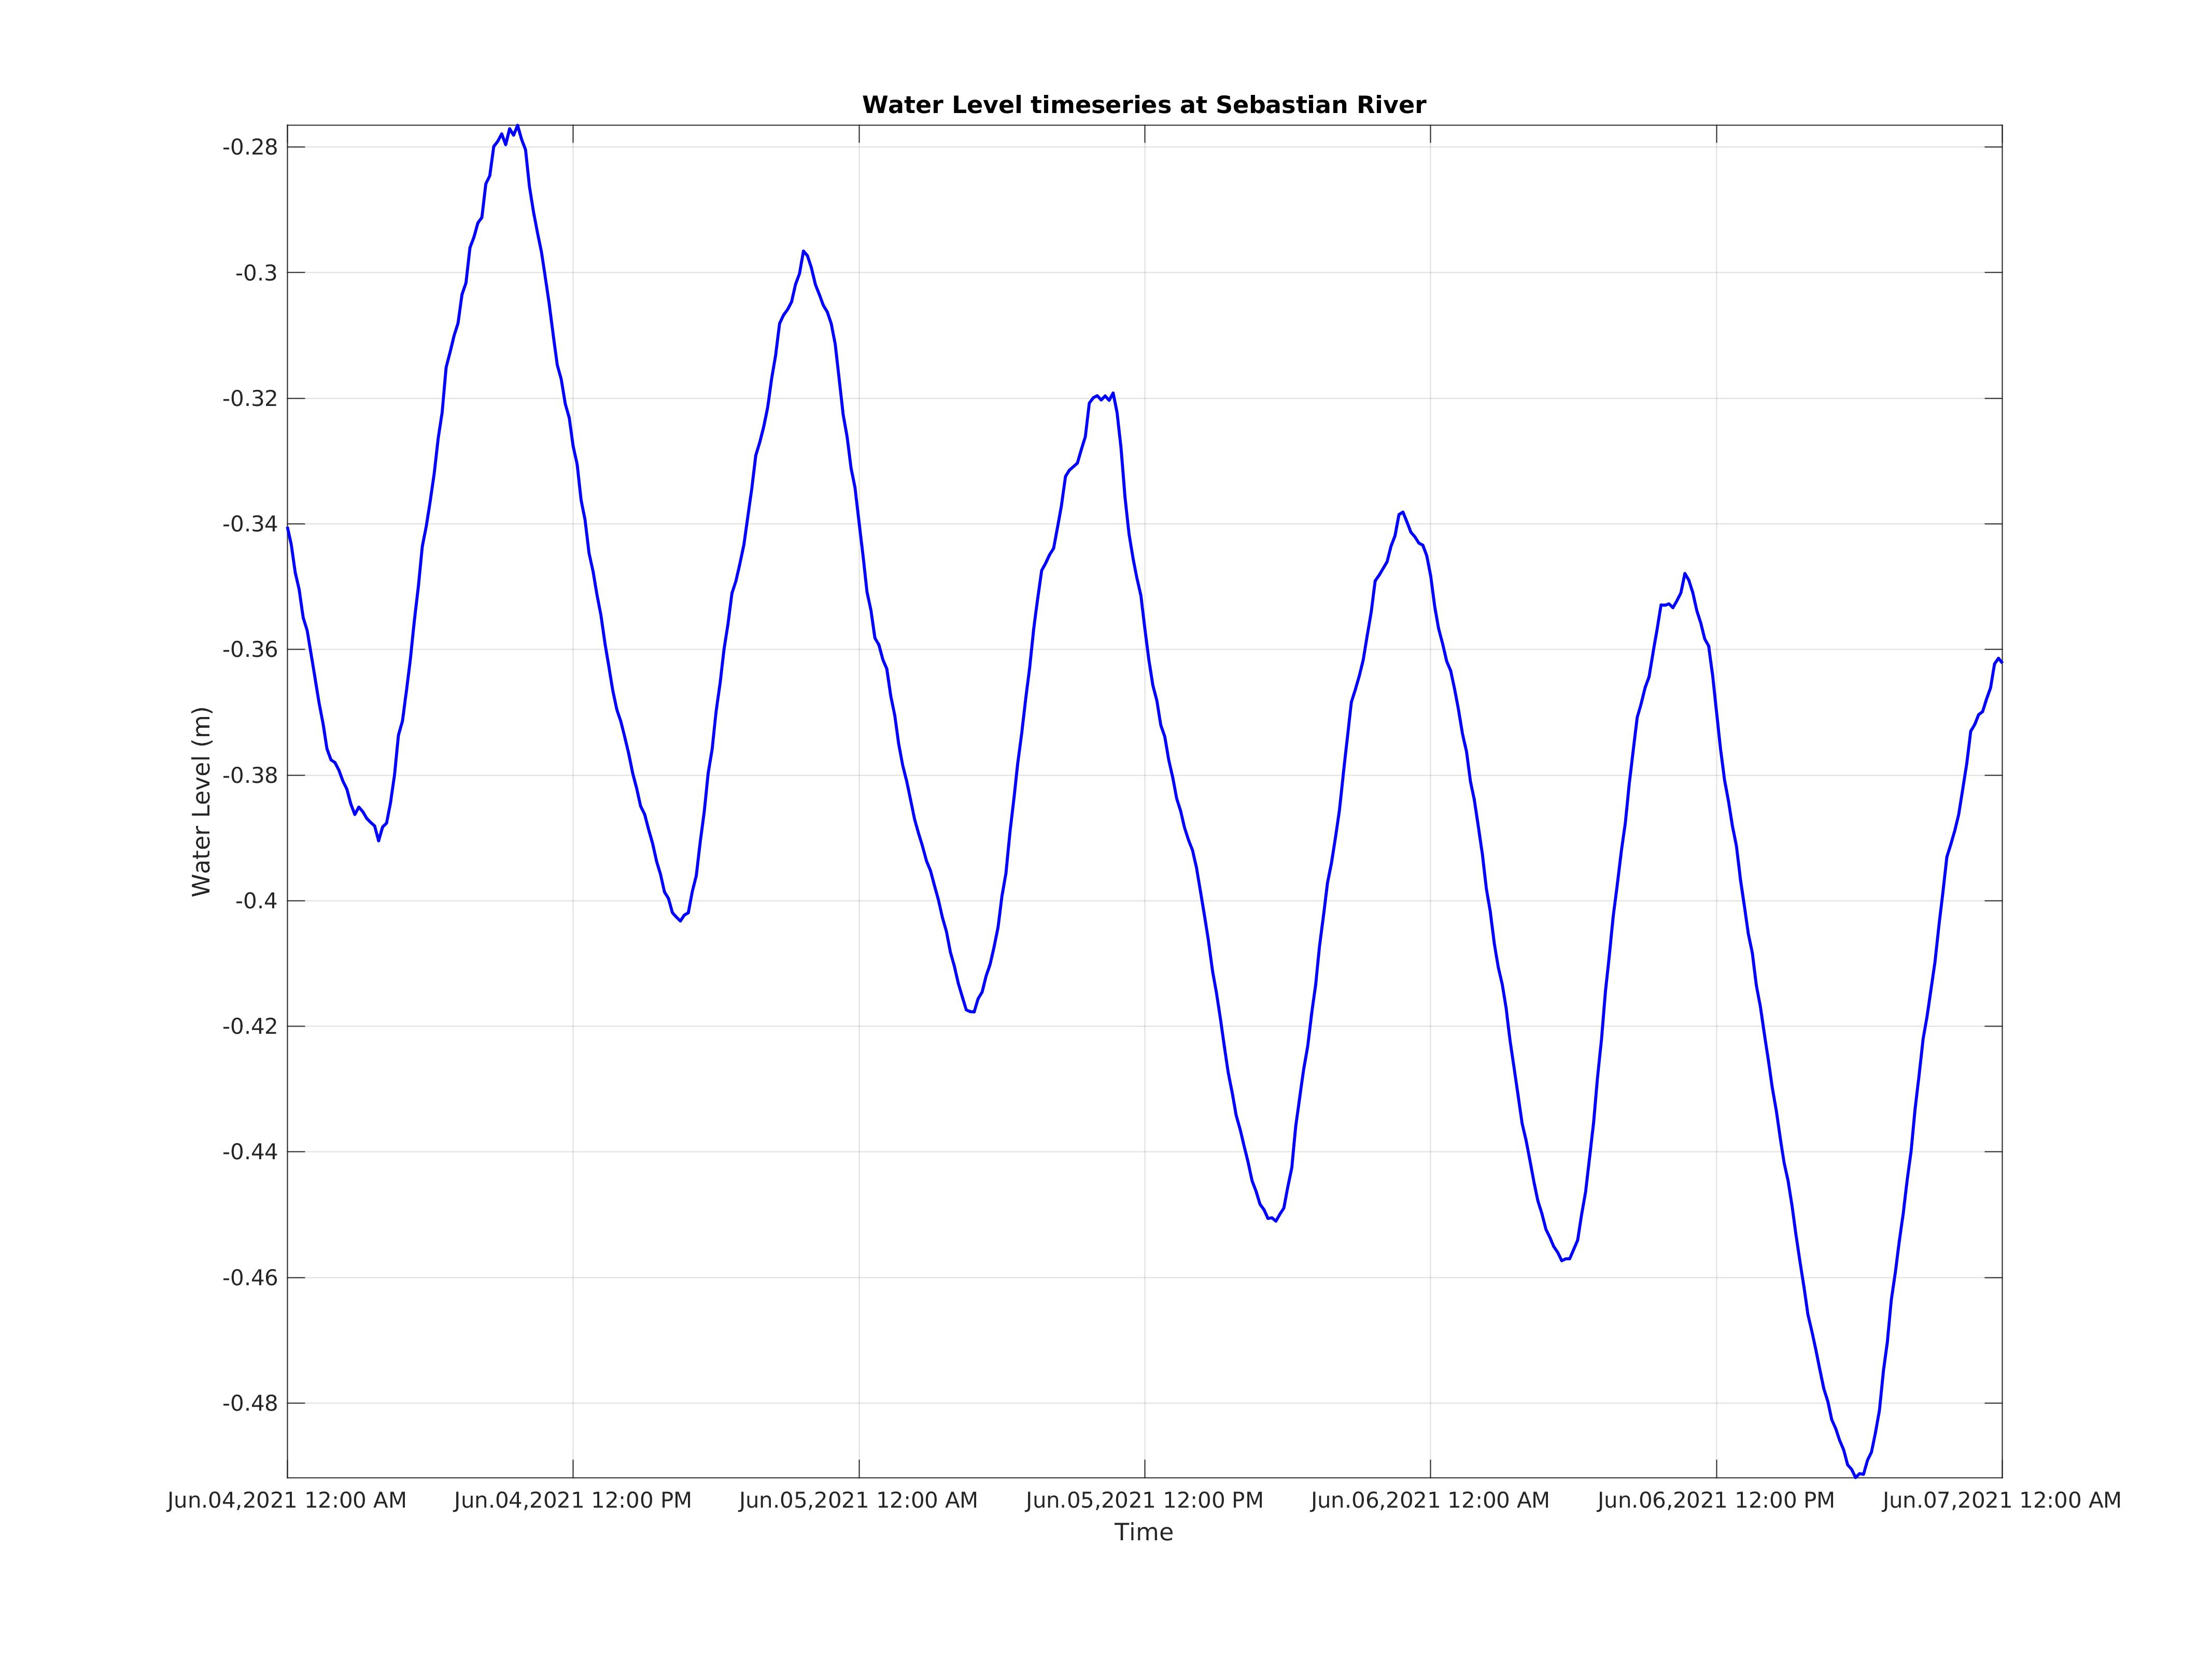 Water Level timeseries at Sebastian River
-0.28
-0.3
-0.32
-0.34
-0.36
-0.38
-0.4
-0.42
-0.44
-0.46
-0.48
Water Level (m)
Jun.04,2021 12:00 AM Jun.04,2021 12:00 PM Jun.05,2021 12:00 AM Jun.05,2021 12:00 PM Jun.06,2021 12:00 AM Jun.06,2021 12:00 PM Jun.07,2021 12:00 AM
Time